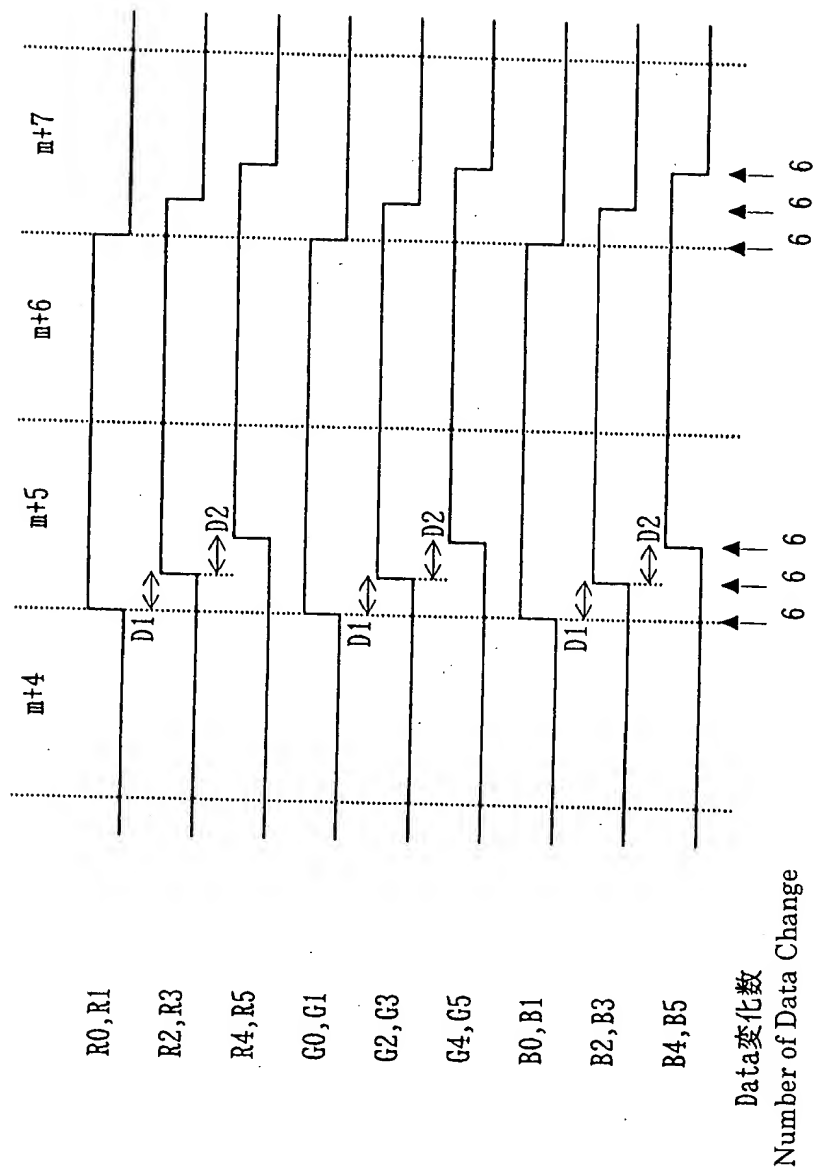 m+4 m+5 m+6 m+7
R0,R1
D1
R2,R3
D2
R4,R5
G0,G1
D1
G2,G3
D2
G4,G5
B0,B1
D1
B2,B3
D2
B4,B5
Data変化数
Number of Data Change
6 6 6 6 6 6